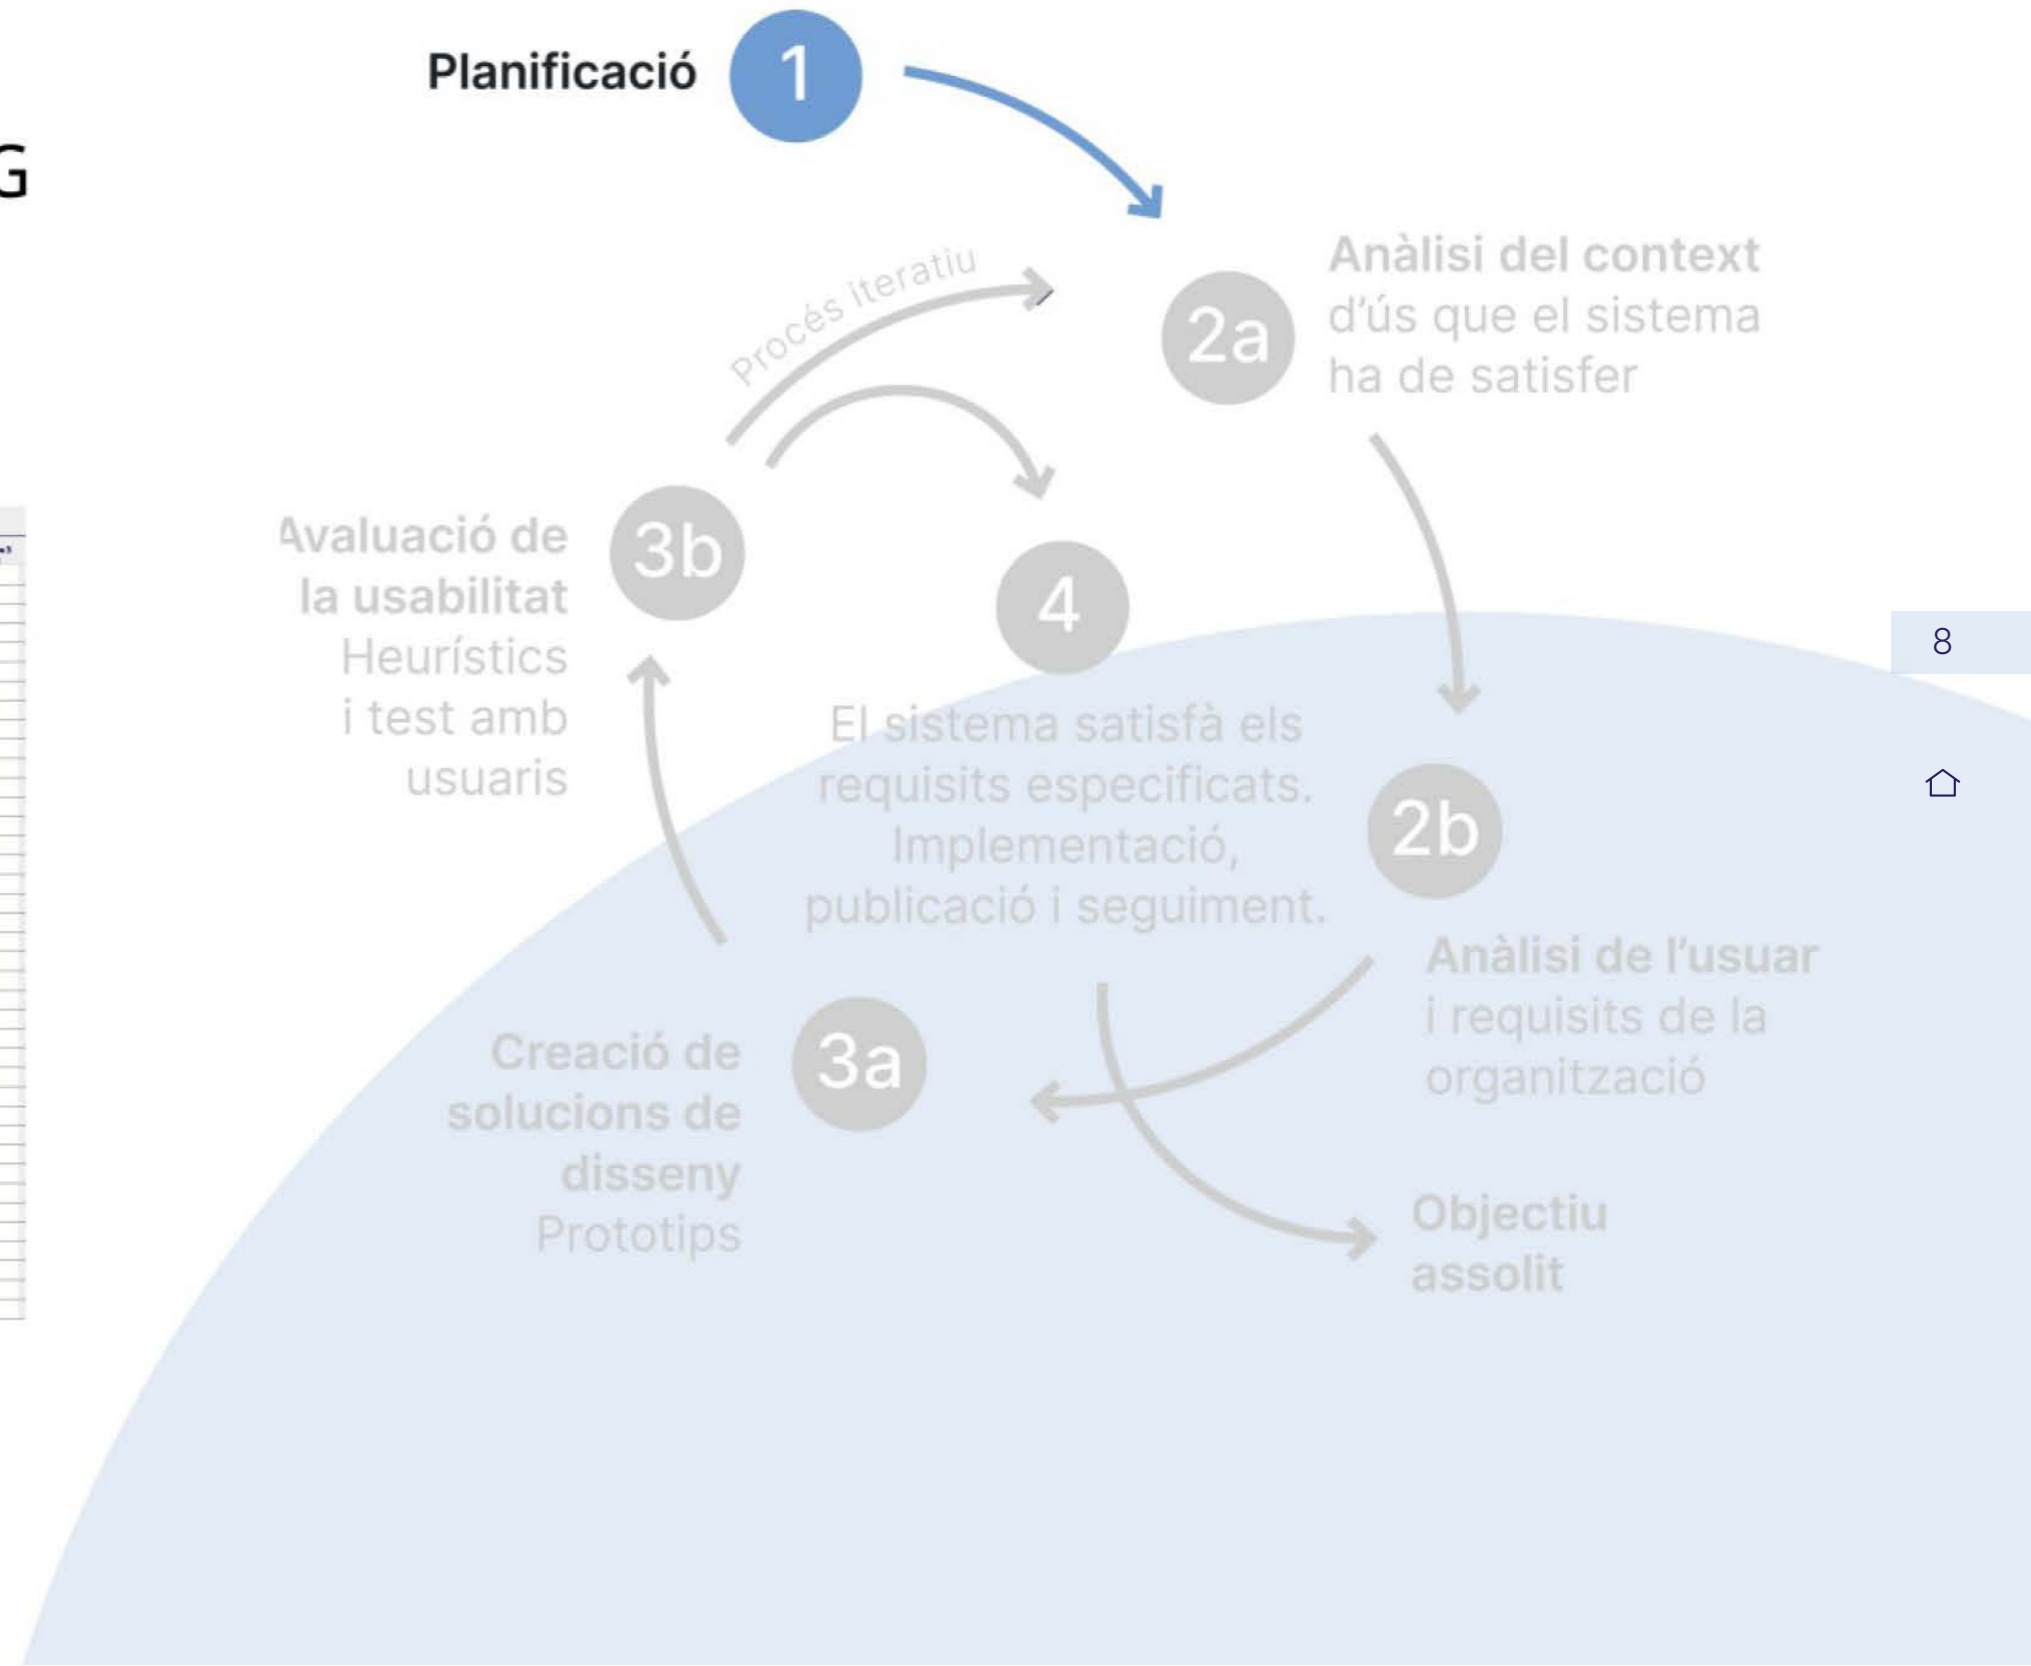 Planificació
1
G
Procés iteratiu
2a
Anàlisi del context
d'ús que el sistema
ha de satisfer
Avaluació de
la usabilitat
Heurístics
i test amb
usuaris
3b
4
El sistema satisfà els
requisits especificats.
Implementació,
publicació i seguiment.
8
2b
Anàlisi de l'usuar
i requisits de la
organització
Creació de
solucions de
disseny
Prototips
3a
Objectiu
assolit